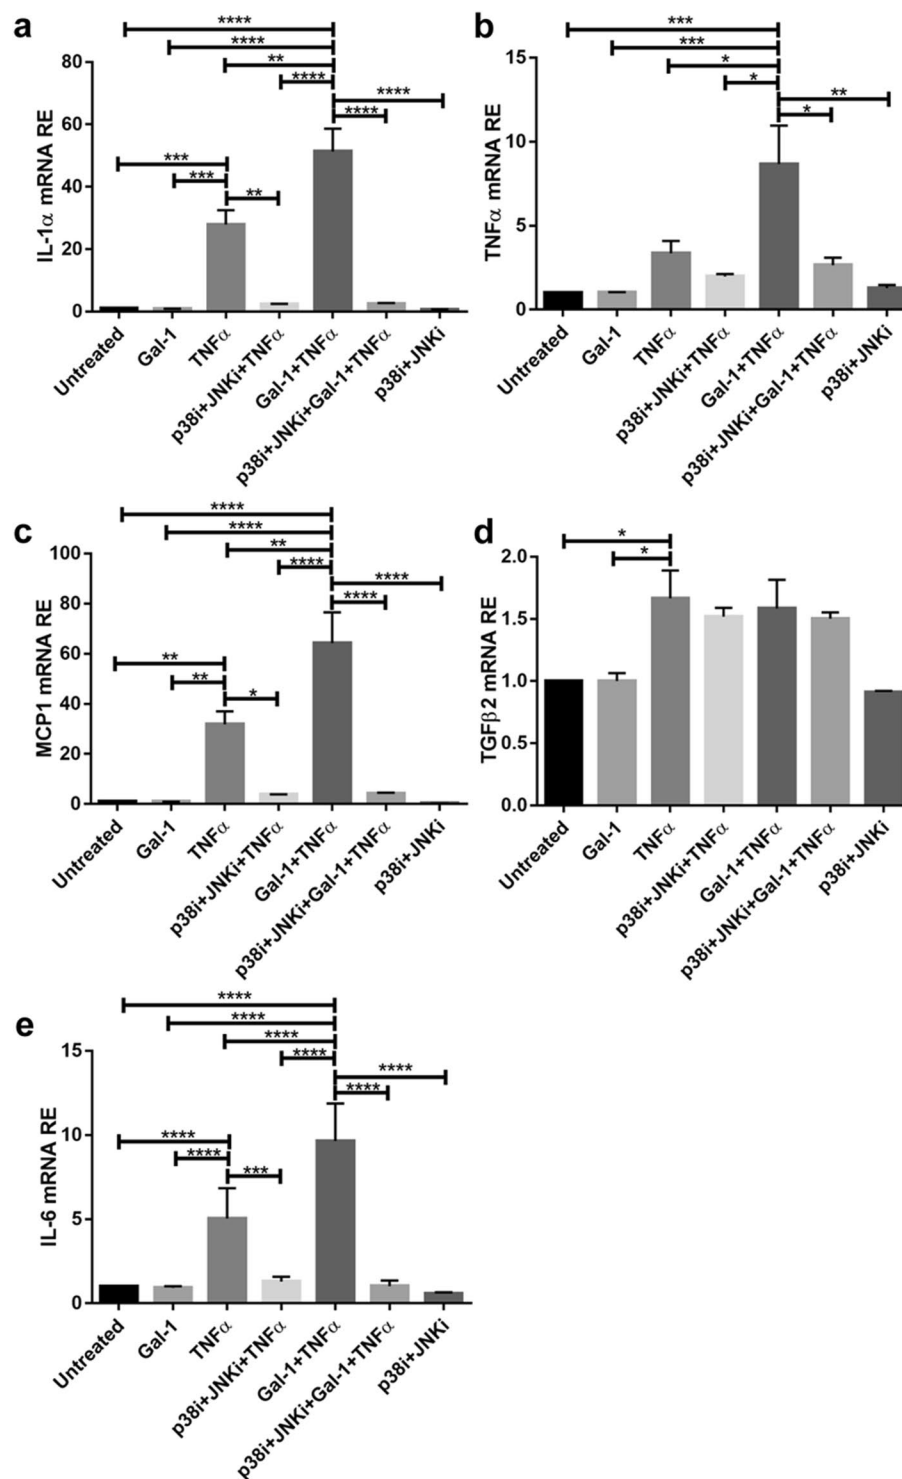 a
****
****
**
****
****
****
***
***
**
80
60
40
20
0
IL-1α mRNA RE
Untreated
Gal-1
TNFα
p38i+JNKi+TNFα
Gal-1+TNFα
p38i+JNKi+Gal-1+TNFα
p38i+JNKi
b
***
***
*
*
**
*
15
10
5
0
TNFα mRNA RE
Untreated
Gal-1
TNFα
p38i+JNKi+TNFα
Gal-1+TNFα
p38i+JNKi+Gal-1+TNFα
p38i+JNKi
c
****
****
**
****
****
****
**
**
*
100
80
60
40
20
0
MCP1 mRNA RE
Untreated
Gal-1
TNFα
p38i+JNKi+TNFα
Gal-1+TNFα
p38i+JNKi+Gal-1+TNFα
p38i+JNKi
d
*
*
2.0
1.5
1.0
0.5
0.0
TGFβ2 mRNA RE
Untreated
Gal-1
TNFα
p38i+JNKi+TNFα
Gal-1+TNFα
p38i+JNKi+Gal-1+TNFα
p38i+JNKi
e
****
****
****
****
****
****
****
****
***
15
10
5
0
IL-6 mRNA RE
Untreated
Gal-1
TNFα
p38i+JNKi+TNFα
Gal-1+TNFα
p38i+JNKi+Gal-1+TNFα
p38i+JNKi